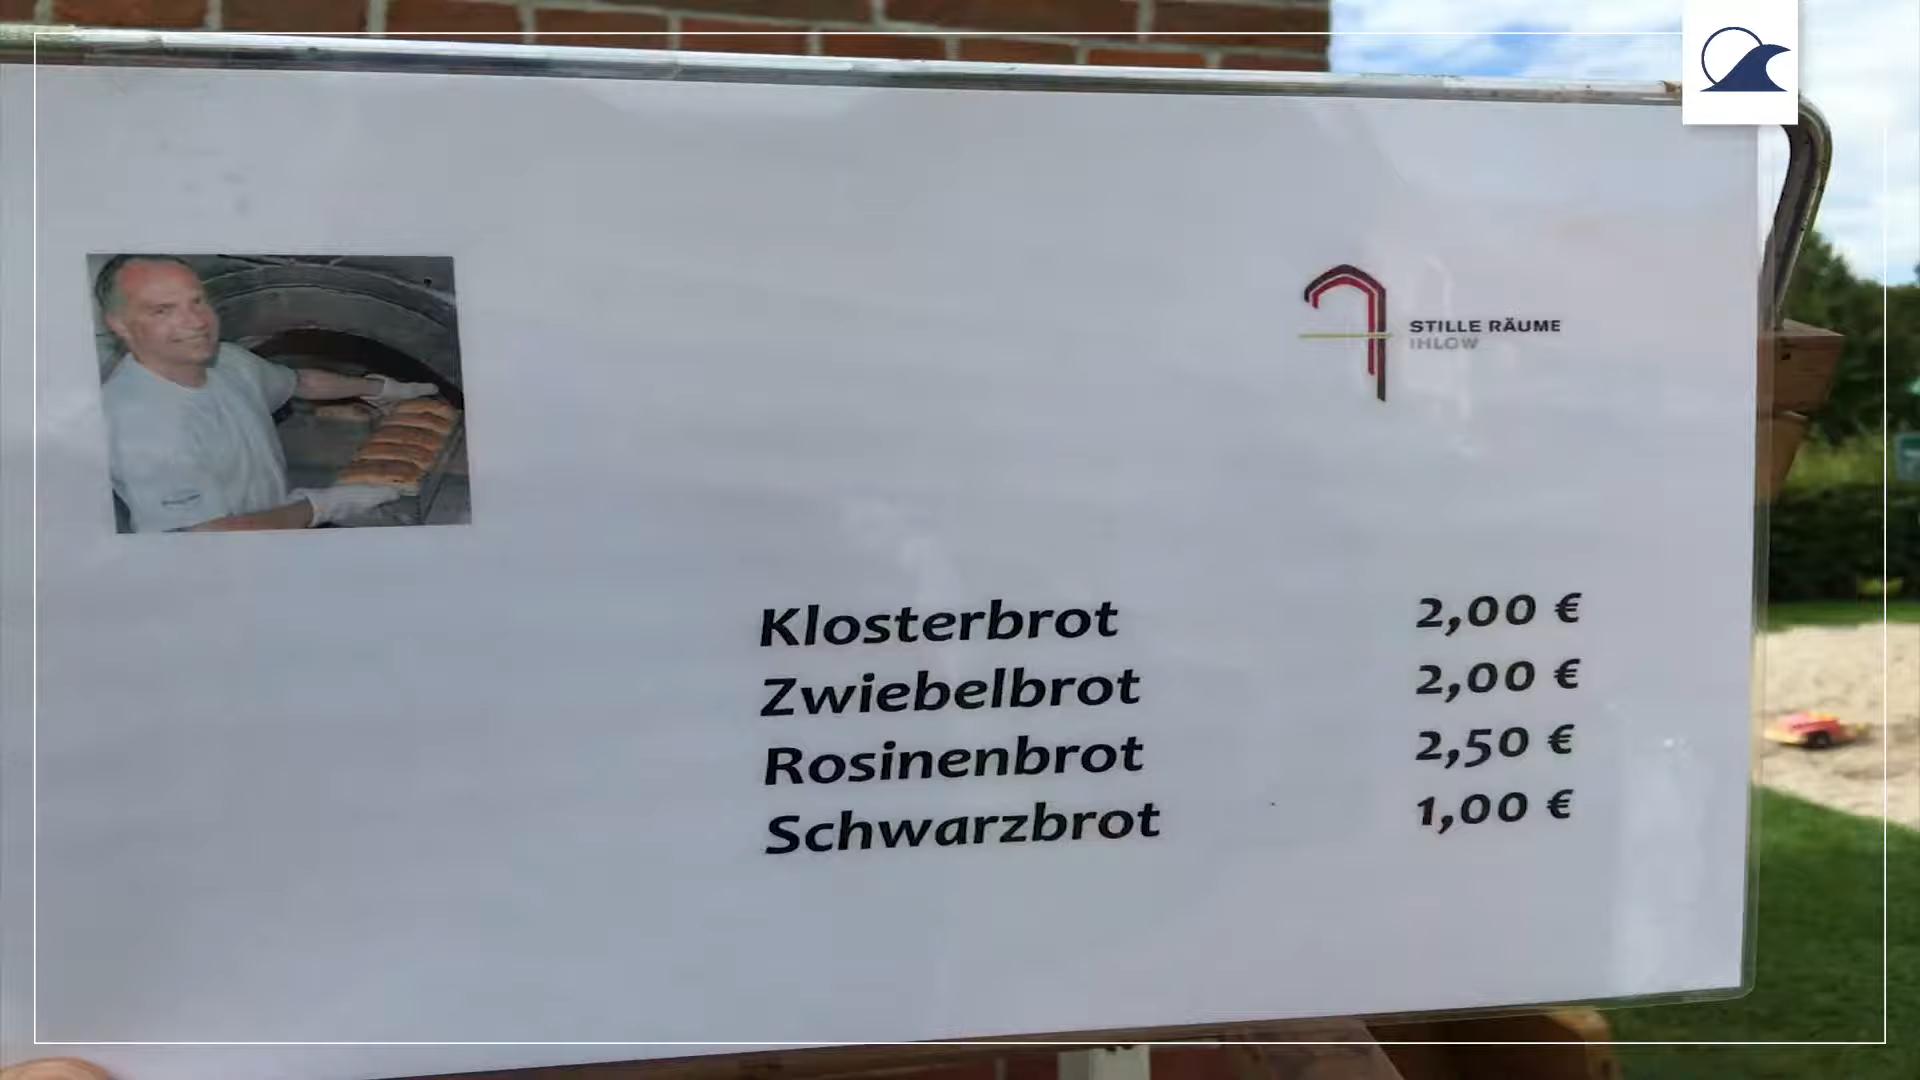 STILLE RÄUME
IHLOW
Klosterbrot 2,00 €
Zwiebelbrot 2,00 €
Rosinenbrot 2,50 €
Schwarzbrot 1,00 €